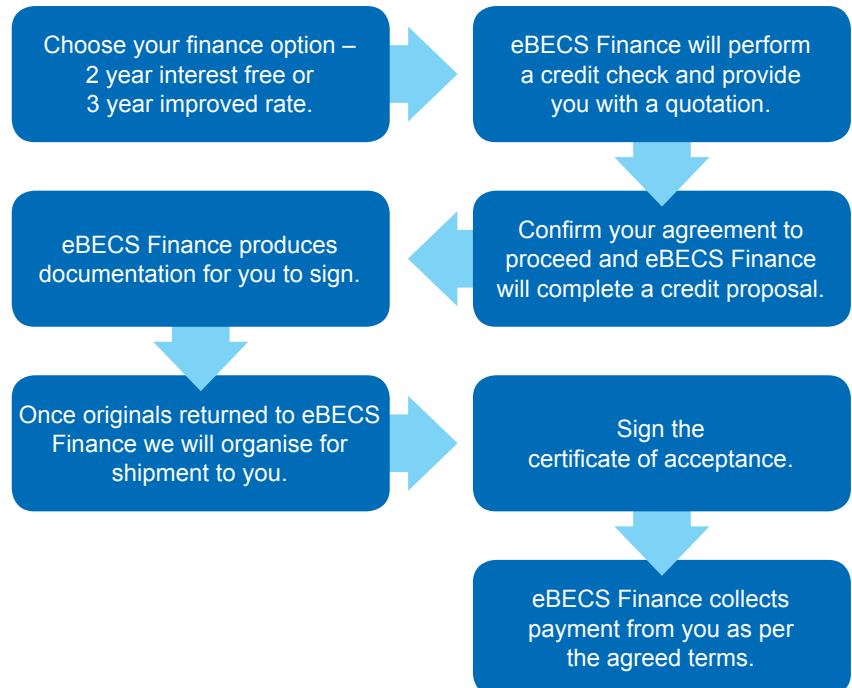 Choose your finance option –
2 year interest free or
3 year improved rate.
eBECS Finance will perform
a credit check and provide
you with a quotation.
Confirm your agreement to
proceed and eBECS Finance
will complete a credit proposal.
eBECS Finance produces
documentation for you to sign.
Once originals returned to eBECS
Finance we will organise for
shipment to you.
Sign the
certificate of acceptance.
eBECS Finance collects
payment from you as per
the agreed terms.